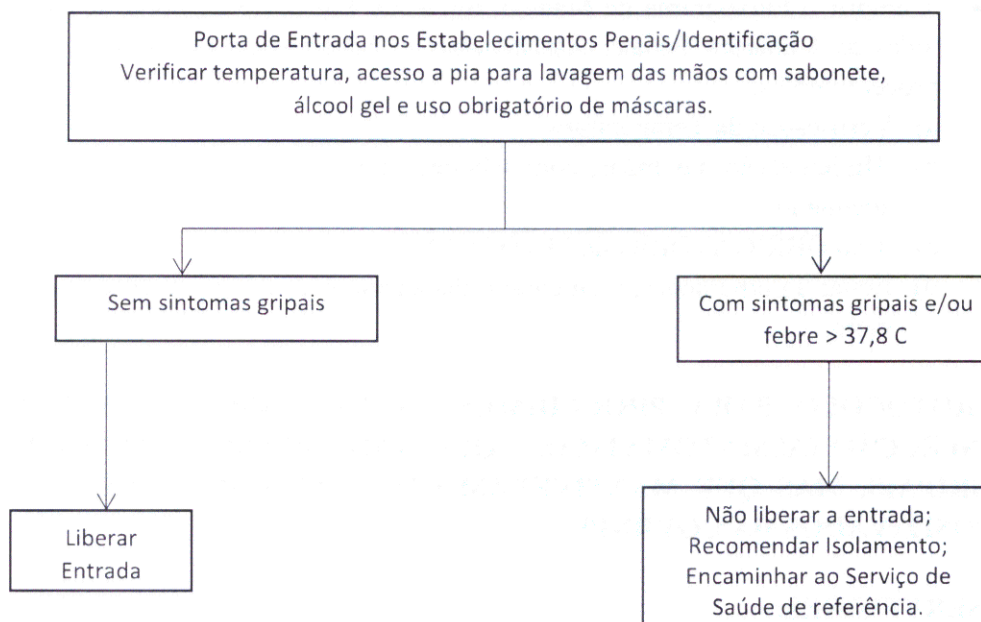 Porta de Entrada nos Estabelecimentos Penais/Identificação
Verificar temperatura, acesso a pia para lavagem das mãos com sabonete,
álcool gel e uso obrigatório de máscaras.
Sem sintomas gripais
Com sintomas gripais e/ou
febre > 37,8 C
Liberar
Entrada
Não liberar a entrada;
Recomendar Isolamento;
Encaminhar ao Serviço de
Saúde de referência.